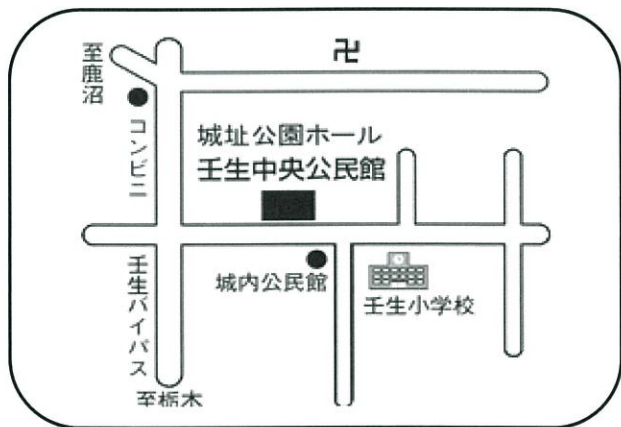 至鹿沼
卍
コンビニ
城址公園ホール
壬生中央公民館
城内公民館
壬生小学校
壬生バイパス
至栃木